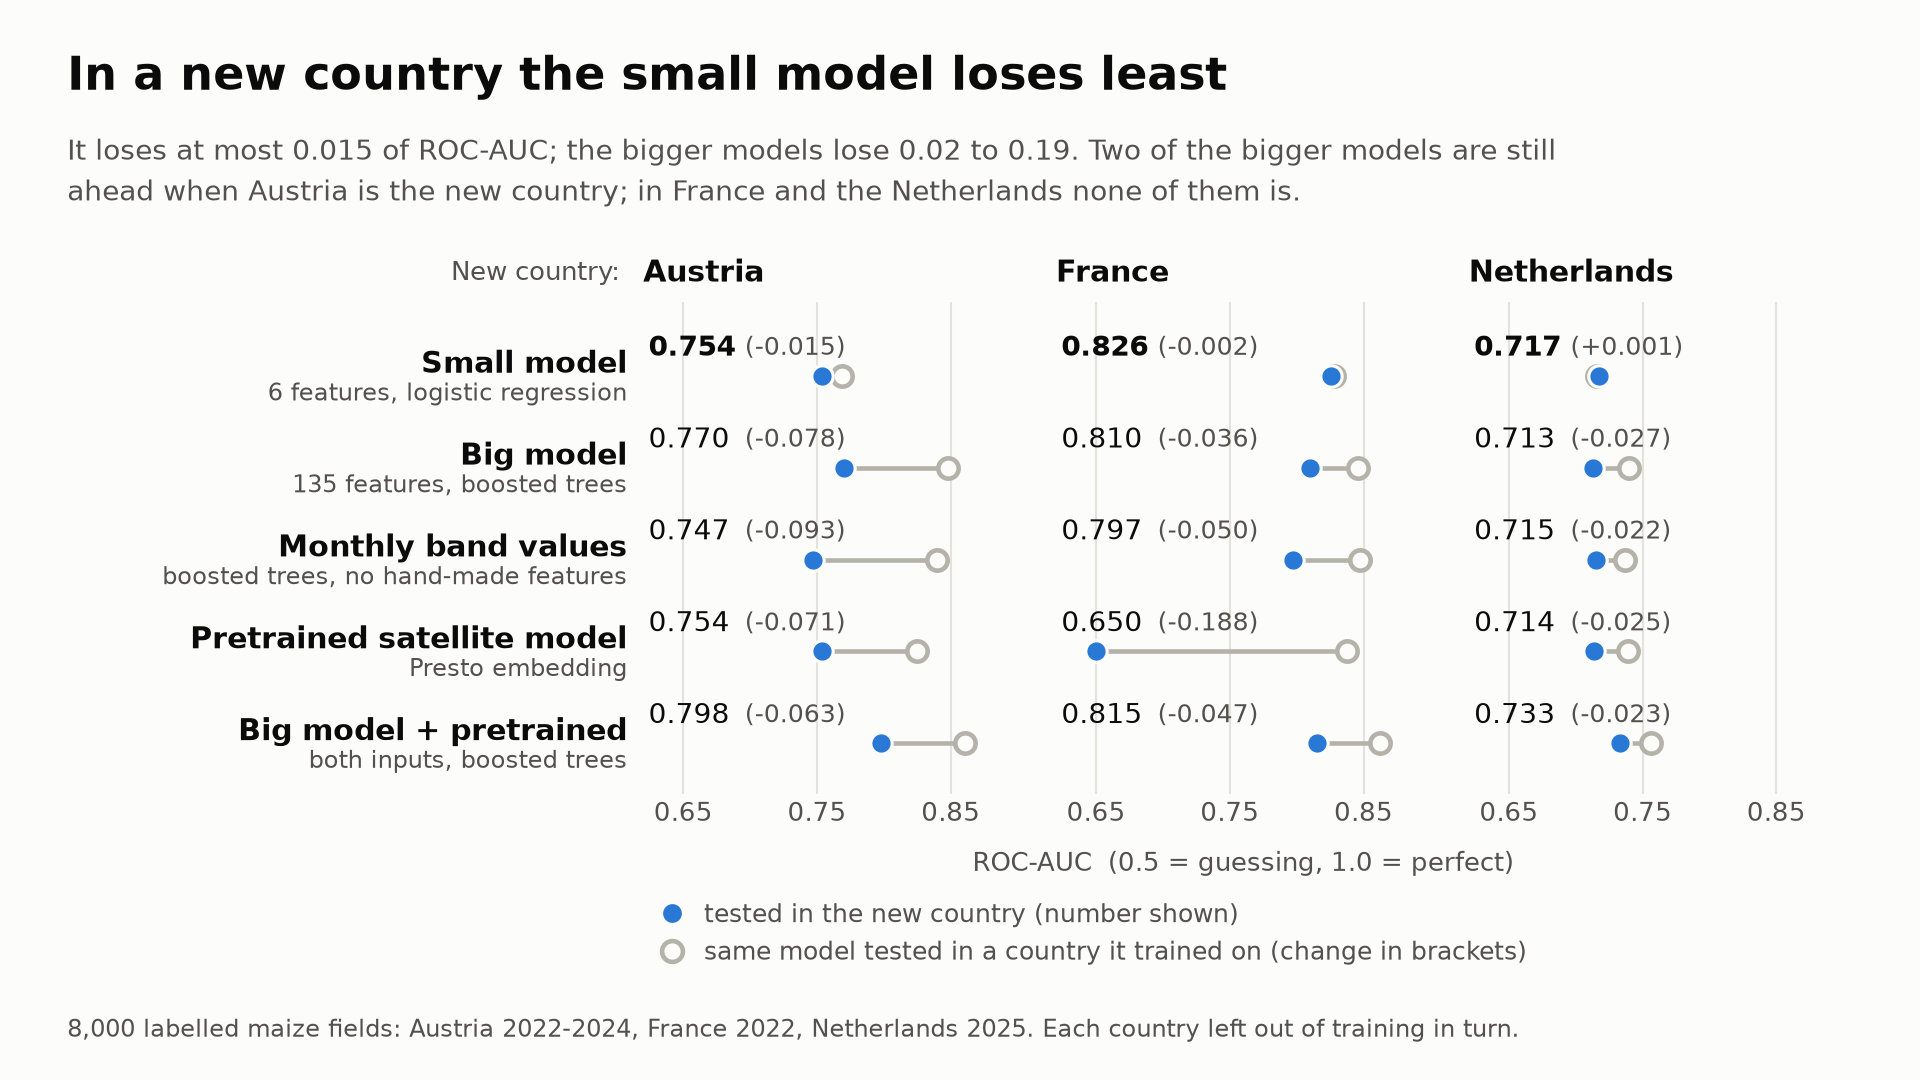 In a new country the small model loses least
It loses at most 0.015 of ROC-AUC; the bigger models lose 0.02 to 0.19. Two of the bigger models are still
ahead when Austria is the new country; in France and the Netherlands none of them is.
New country: Austria France Netherlands
Small model 0.754 (-0.015) 0.826 (-0.002) 0.717 (+0.001)
6 features, logistic regression
Big model 0.770 (-0.078) 0.810 (-0.036) 0.713 (-0.027)
135 features, boosted trees
Monthly band values 0.747 (-0.093) 0.797 (-0.050) 0.715 (-0.022)
boosted trees, no hand-made features
Pretrained satellite model 0.754 (-0.071) 0.650 (-0.188) 0.714 (-0.025)
Presto embedding
Big model + pretrained 0.798 (-0.063) 0.815 (-0.047) 0.733 (-0.023)
both inputs, boosted trees
0.65 0.75 0.85 0.65 0.75 0.85 0.65 0.75 0.85
ROC-AUC (0.5 = guessing, 1.0 = perfect)
tested in the new country (number shown)
same model tested in a country it trained on (change in brackets)
8,000 labelled maize fields: Austria 2022-2024, France 2022, Netherlands 2025. Each country left out of training in turn.